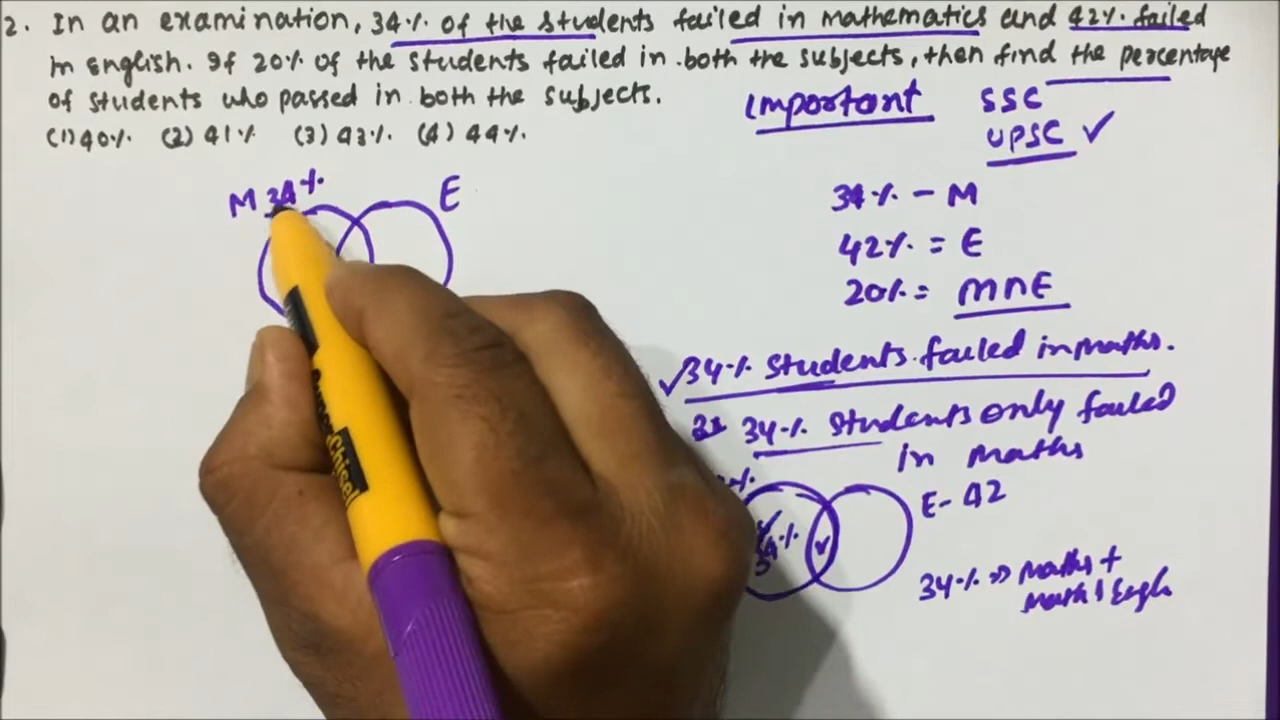 2. In an examination, 34% of the students failed in mathematics and 42% failed
in English. If 20% of the students failed in both the subjects, then find the percentage
of students who passed in both the subjects.
(1) 40% (2) 41% (3) 43% (4) 44%
Important
SSC
UPSC ✓
M 34%
E
34% - M
42% = E
20% = M∩E
✓34% Students failed in maths.
34% Students only failed
in maths
E - 42
34% => maths +